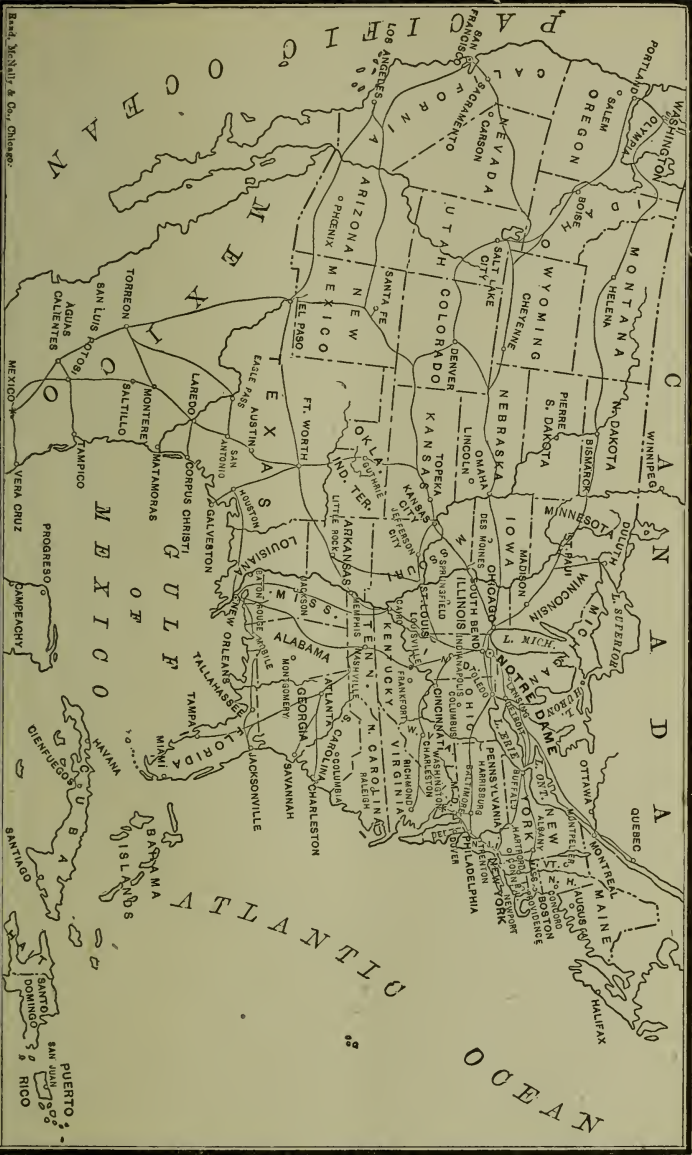 CANADA
PACIFIC OCEAN
ATLANTIC OCEAN
GULF OF MEXICO
MEXICO
WASHINGTON
OLYMPIA
PORTLAND
SALEM
OREGON
IDAHO
BOISE
MONTANA
HELENA
N. DAKOTA
BISMARCK
PIERRE
S. DAKOTA
WINNIPEG
MINNESOTA
DULUTH
ST. PAUL
WISCONSIN
MADISON
L. SUPERIOR
MICH.
L. MICH.
L. HURON
LANSING
DETROIT
L. ERIE
L. ONT.
OTTAWA
QUEBEC
MONTREAL
MONTPELIER
MAINE
AUGUSTA
CONCORD
BOSTON
PROVIDENCE
NEWPORT
HARTFORD
CONN.
MASS.
ALBANY
NEW YORK
BUFFALO
NEW YORK
TRENTON
PHILADELPHIA
HALIFAX
CALIFORNIA
SAN FRANCISCO
SACRAMENTO
CARSON
NEVADA
UTAH
SALT LAKE CITY
WYOMING
CHEYENNE
NEBRASKA
LINCOLN
OMAHA
IOWA
DES MOINES
CHICAGO
SOUTH BEND
NOTRE DAME
ILLINOIS
SPRINGFIELD
INDIANAPOLIS
TOLEDO
OHIO
COLUMBUS
CINCINNATI
PENNSYLVANIA
HARRISBURG
BALTIMORE
WASHINGTON
DOVER
LOS ANGELES
ARIZONA
PHOENIX
NEW MEXICO
SANTA FE
COLORADO
DENVER
KANSAS
TOPEKA
KANSAS CITY
JEFFERSON CITY
MO.
ST LOUIS
CAIRO
LOUISVILLE
KENTUCKY
FRANKFORT
W. VA.
CHARLESTON
VIRGINIA
RICHMOND
OKLA.
GUTHRIE
IND. TER.
ARKANSAS
LITTLE ROCK
MEMPHIS
TENN.
NASHVILLE
N. CAROLINA
RALEIGH
S. CAROLINA
COLUMBIA
CHARLESTON
EL PASO
TEXAS
FT. WORTH
AUSTIN
SAN ANTONIO
EAGLE PASS
LAREDO
HOUSTON
GALVESTON
CORPUS CHRISTI
LOUISIANA
BATON ROUGE
NEW ORLEANS
MISS.
JACKSON
ALABAMA
MOBILE
MONTGOMERY
GEORGIA
ATLANTA
SAVANNAH
JACKSONVILLE
TALLAHASSEE
FLORIDA
TAMPA
MIAMI
TORREON
MONTEREY
MATAMORAS
SALTILLO
SAN LUIS POTOSI
AGUAS CALIENTES
TAMPICO
MEXICO
VERA CRUZ
PROGRESO
CAMPEACHY
CUBA
HAVANA
CIENFUEGOS
SANTIAGO
BAHAMA ISLANDS
SANTO DOMINGO
SAN JUAN
PUERTO RICO
Rand, McNally & Co., Chicago.